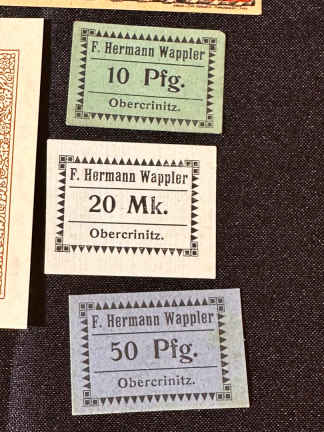 F. Hermann Wappler
10 Pfg.
Obercrinitz.
F. Hermann Wappler
20 Mk.
Obercrinitz.
F. Hermann Wappler
50 Pfg.
Obercrinitz.